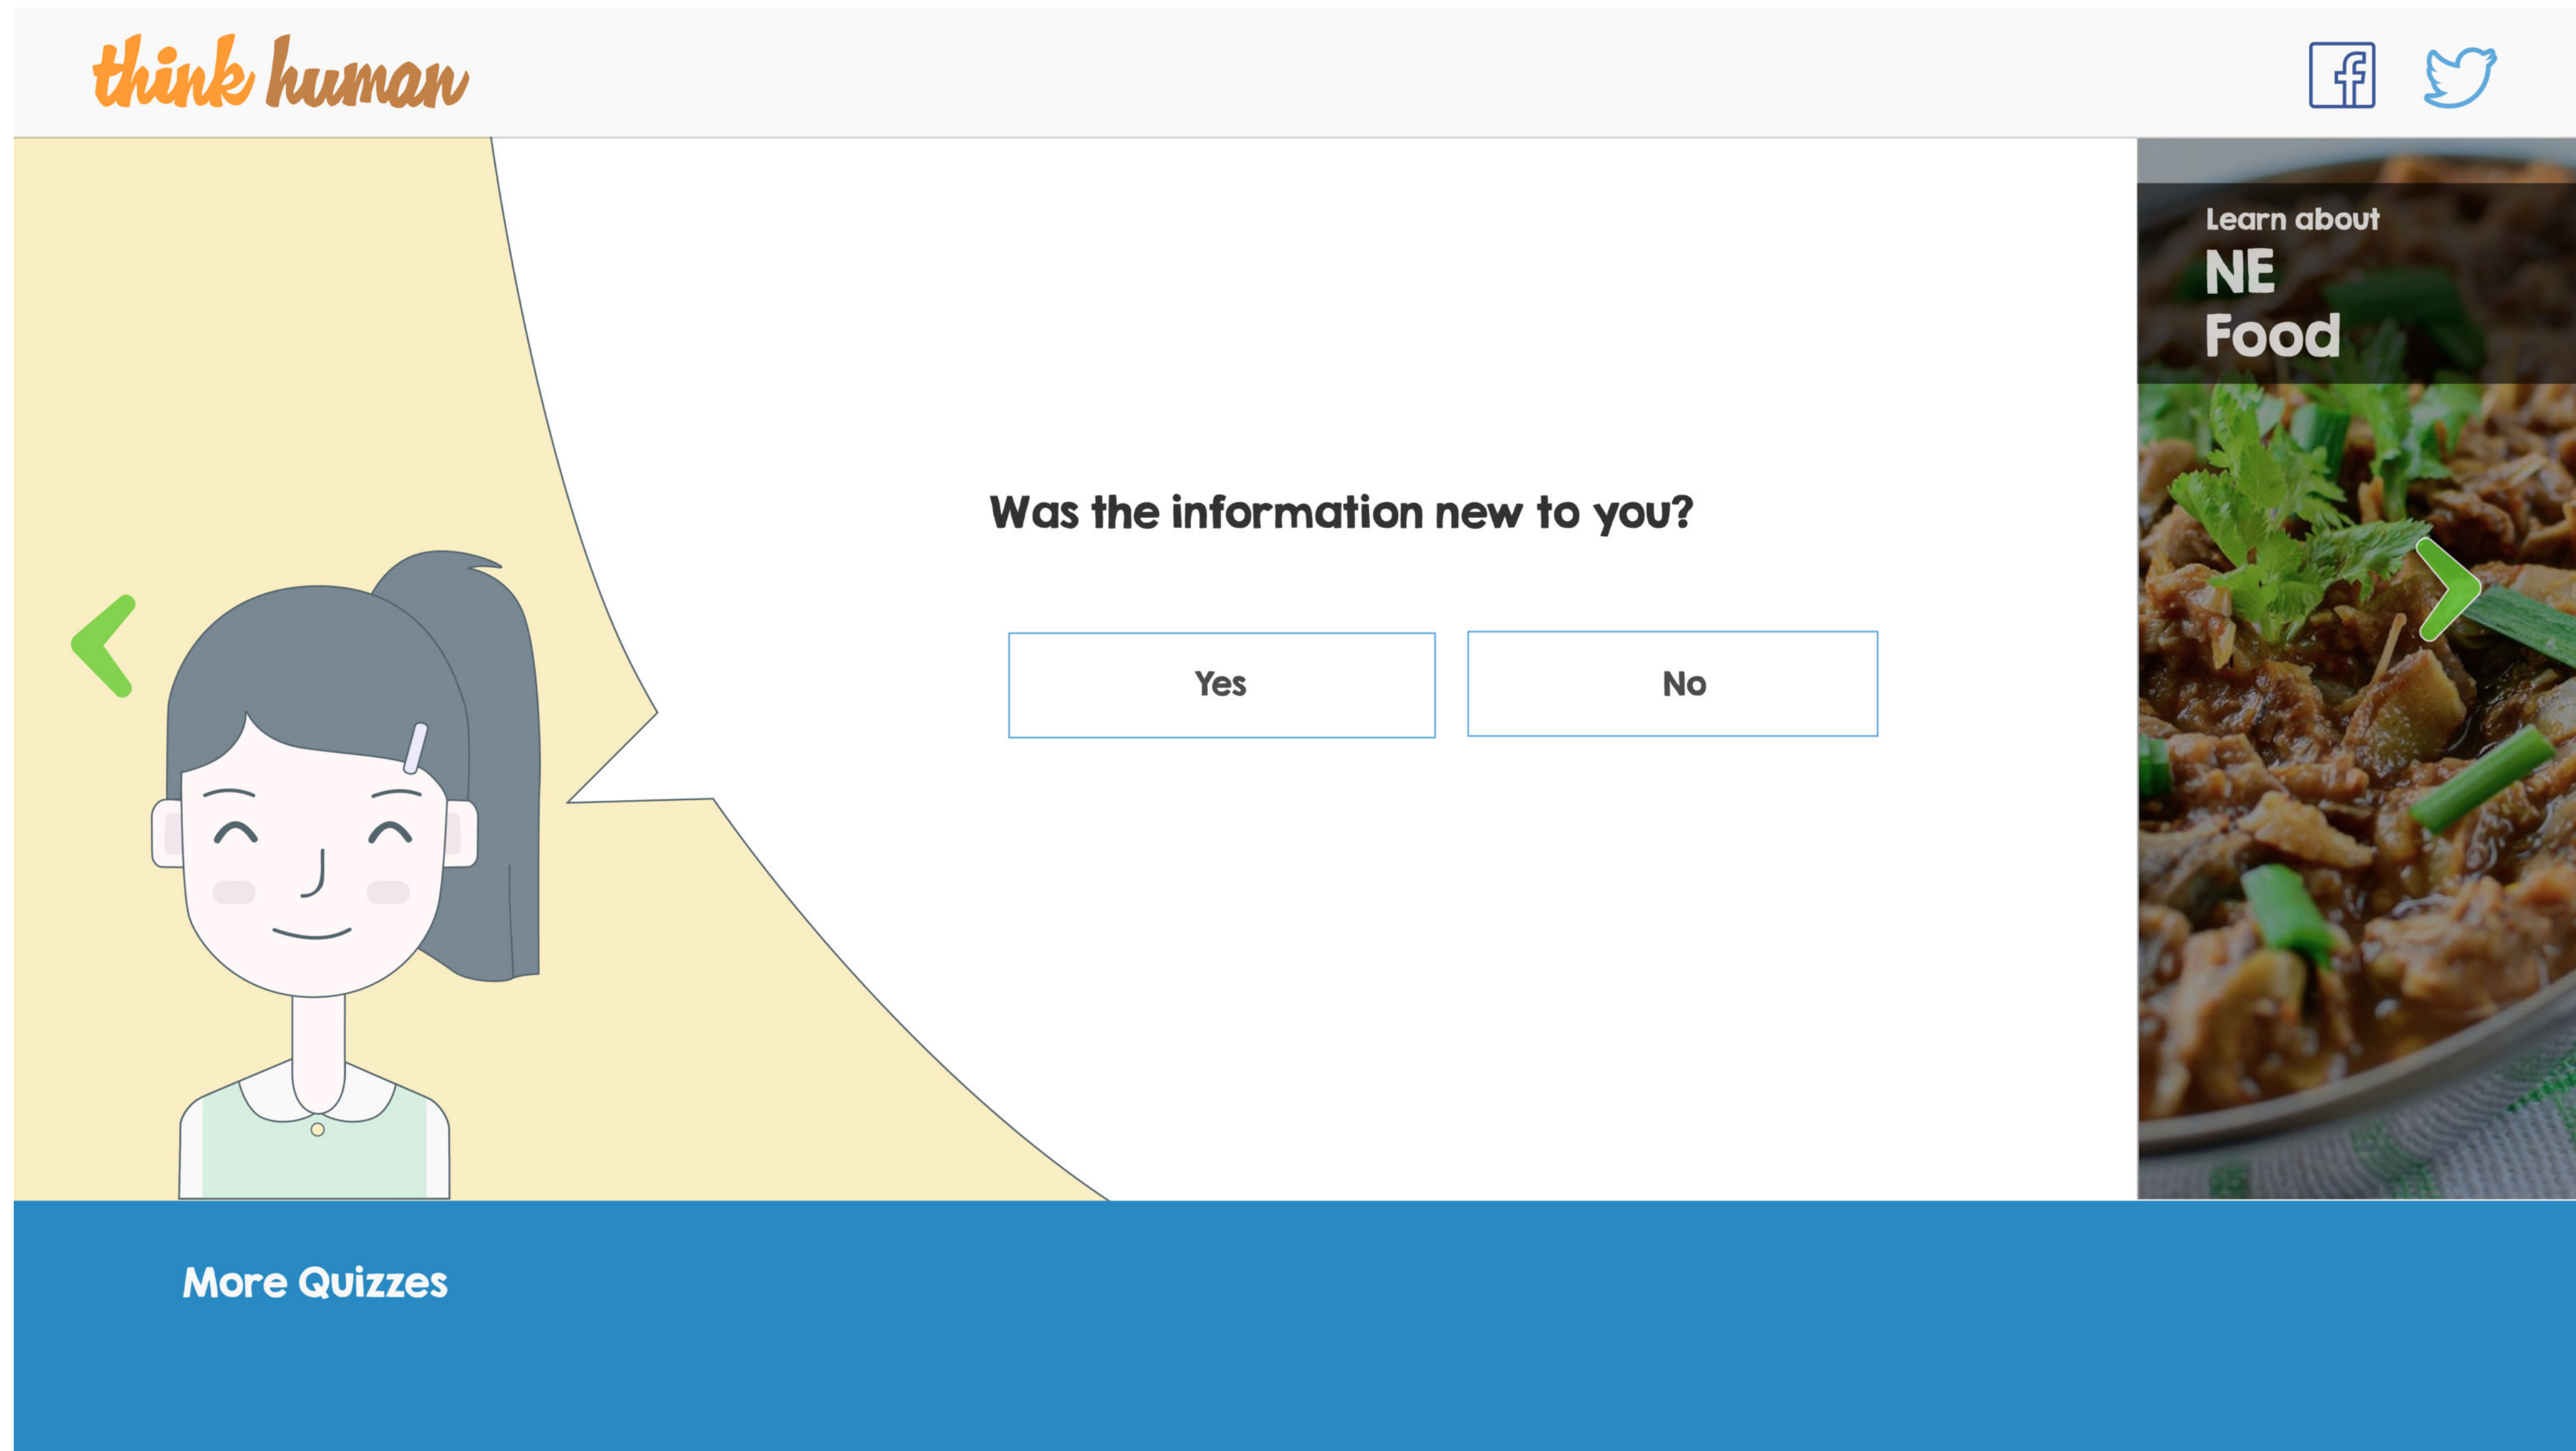 think human
Learn about
NE
Food
Was the information new to you?
Yes
No
More Quizzes